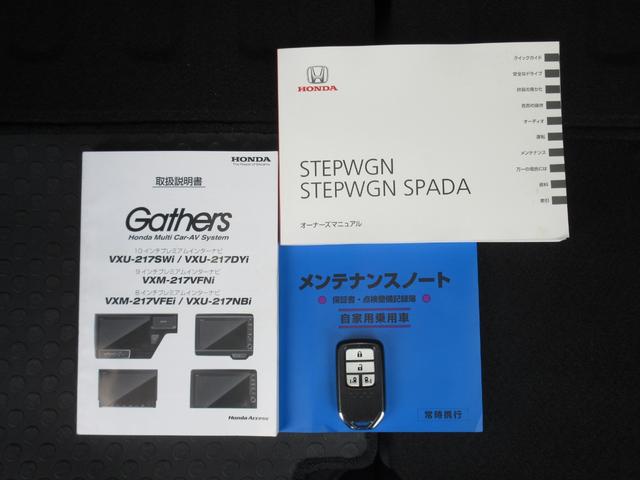 HONDA
STEPWGN
STEPWGN SPADA
オーナーズマニュアル
クイックガイド
安全なドライブ
計器の見かた
各部の操作
オーディオ
運転
メンテナンス
万一の場合には
資料
索引
HONDA
The Power of Dreams
取扱説明書
Gathers
Honda Multi Car-AV System
10インチプレミアムインターナビ
VXU-217SWi / VXU-217DYi
9インチプレミアムインターナビ
VXM-217VFNi
8インチプレミアムインターナビ
VXM-217VFEi / VXU-217NBi
Honda Access
メンテナンスノート
保証書・点検整備記録簿
自家用乗用車
常時携行